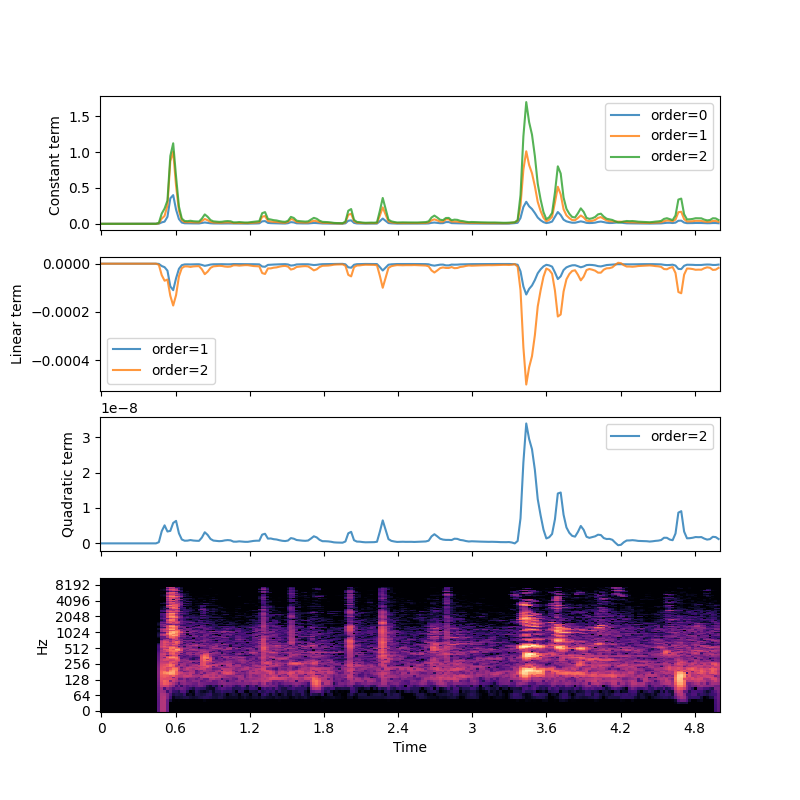 Constant term
1.5
1.0
0.5
0.0
order=0
order=1
order=2
Linear term
0.0000
−0.0002
−0.0004
order=1
order=2
1e−8
Quadratic term
3
2
1
0
order=2
Hz
8192
4096
2048
1024
512
256
128
64
0
0 0.6 1.2 1.8 2.4 3 3.6 4.2 4.8
Time